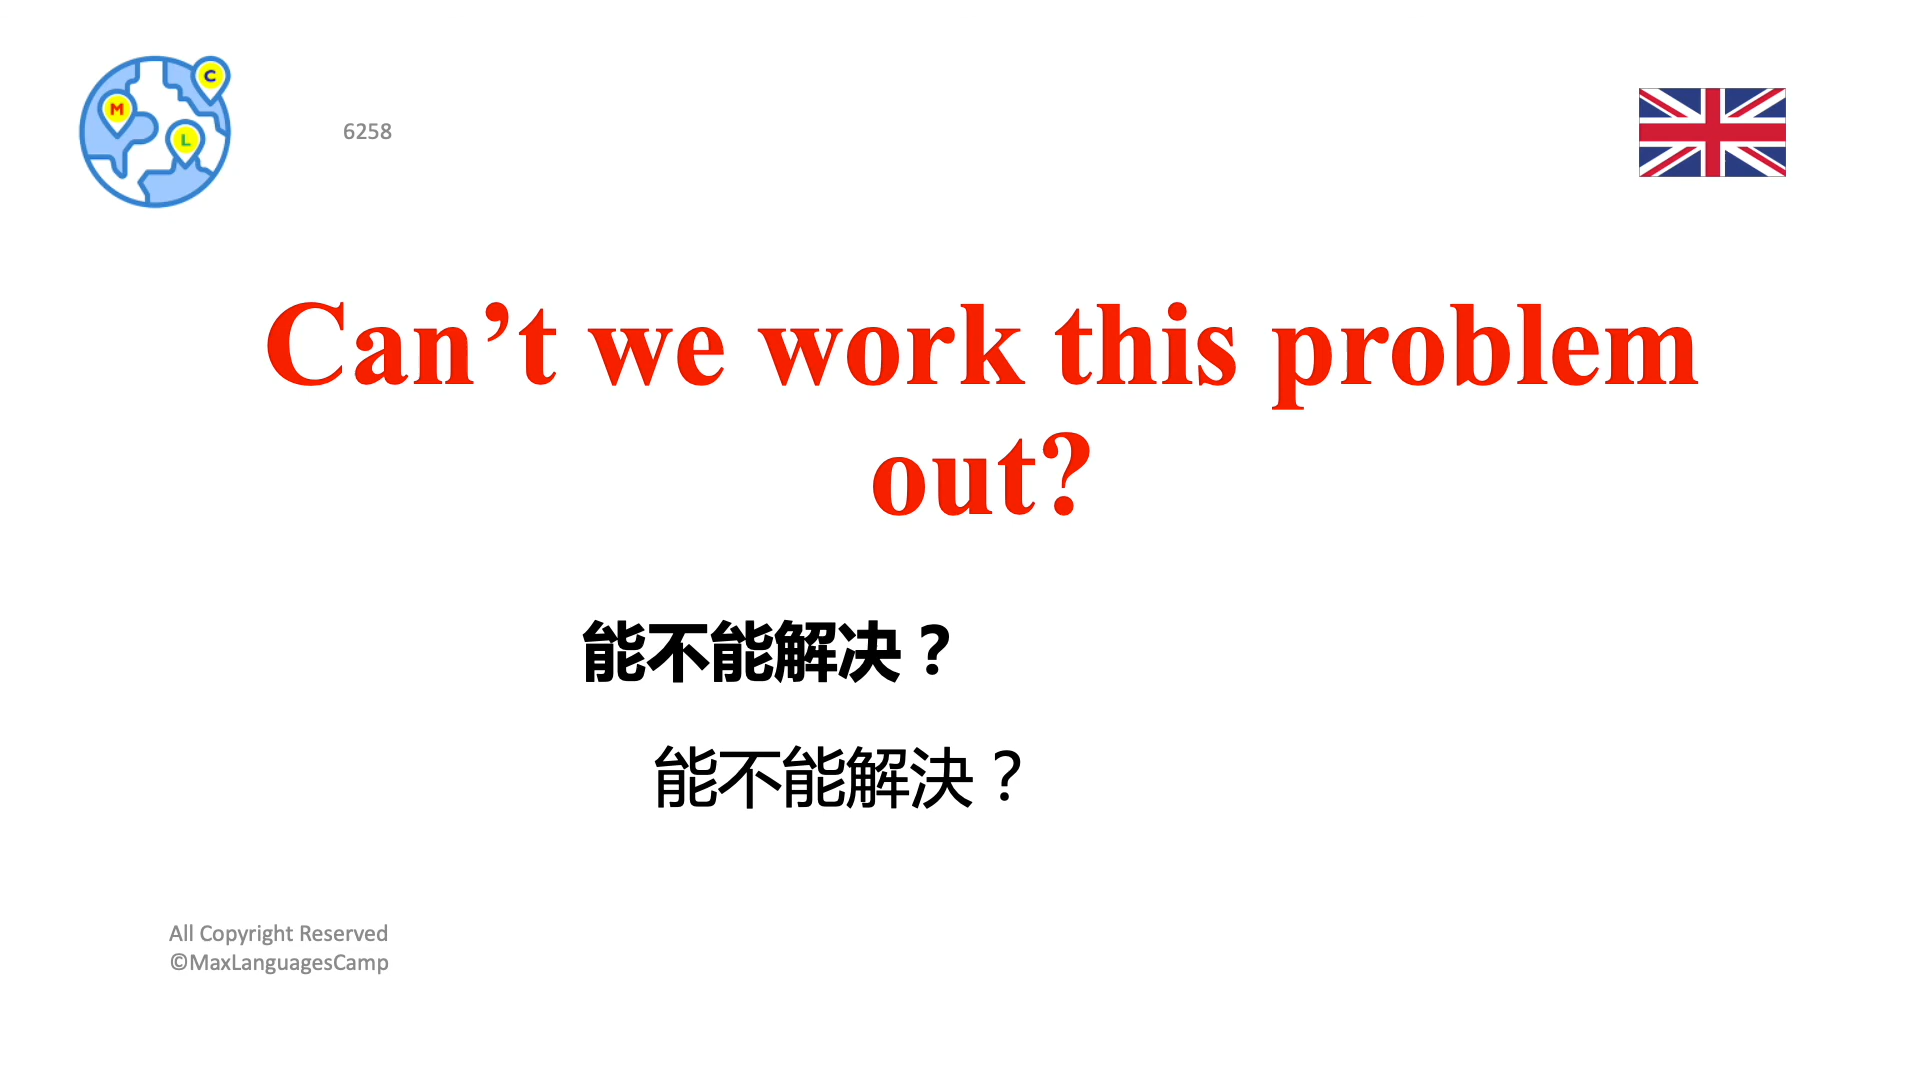 C
M
L
6258
Can’t we work this problem
out?
能不能解决？
能不能解決？
All Copyright Reserved
©MaxLanguagesCamp